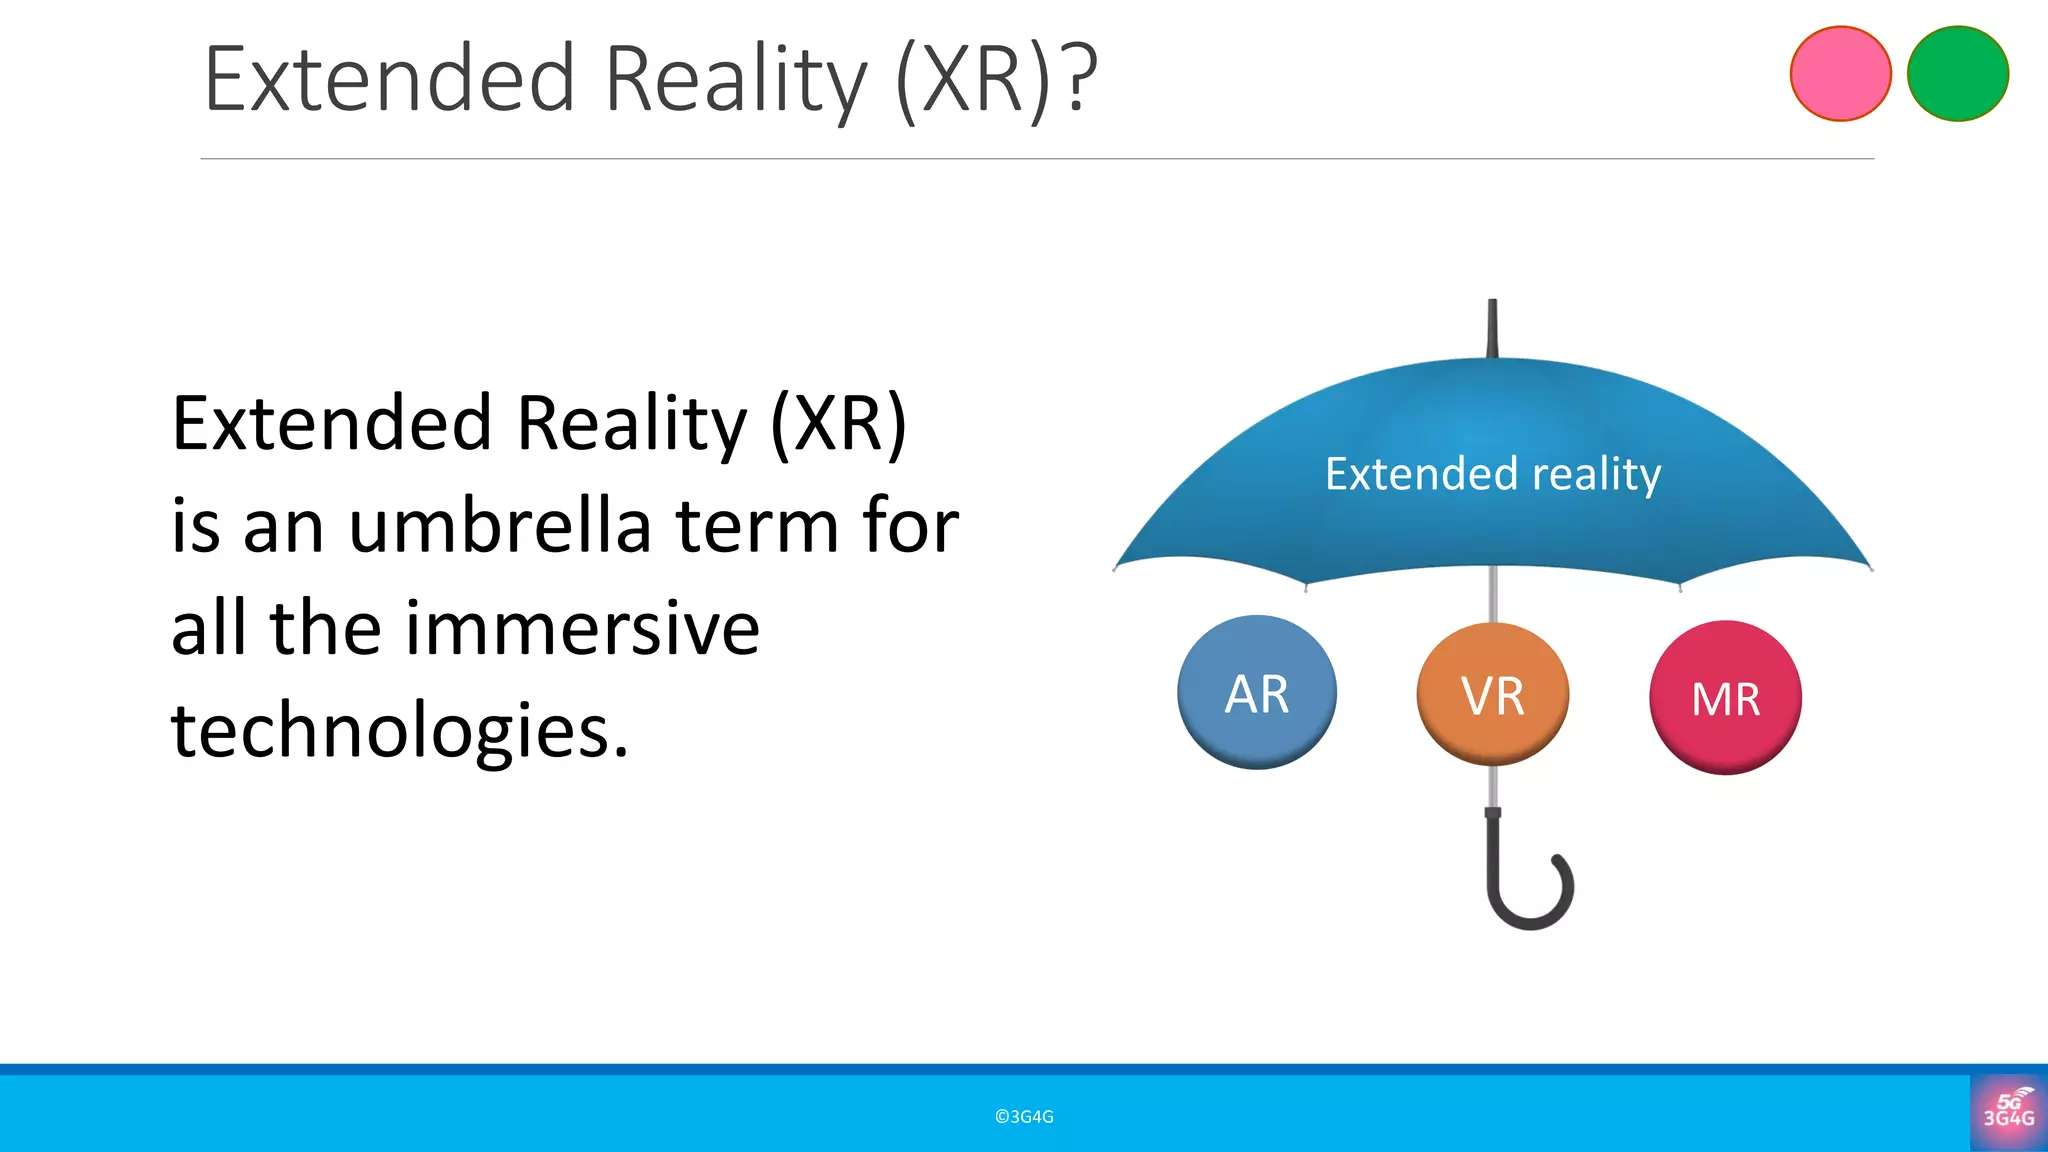 Extended Reality (XR)?
Extended Reality (XR)
is an umbrella term for
all the immersive
technologies.
Extended reality
AR
VR
MR
©3G4G
5G
3G4G